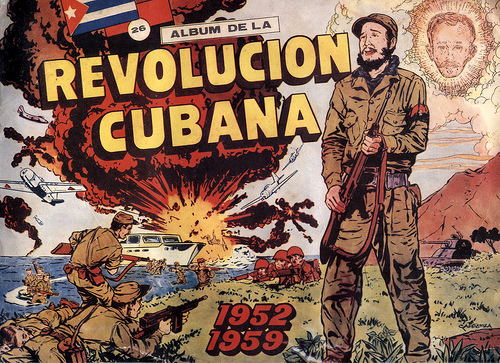 26
ALBUM DE LA
REVOLUCION
CUBANA
1952
1959